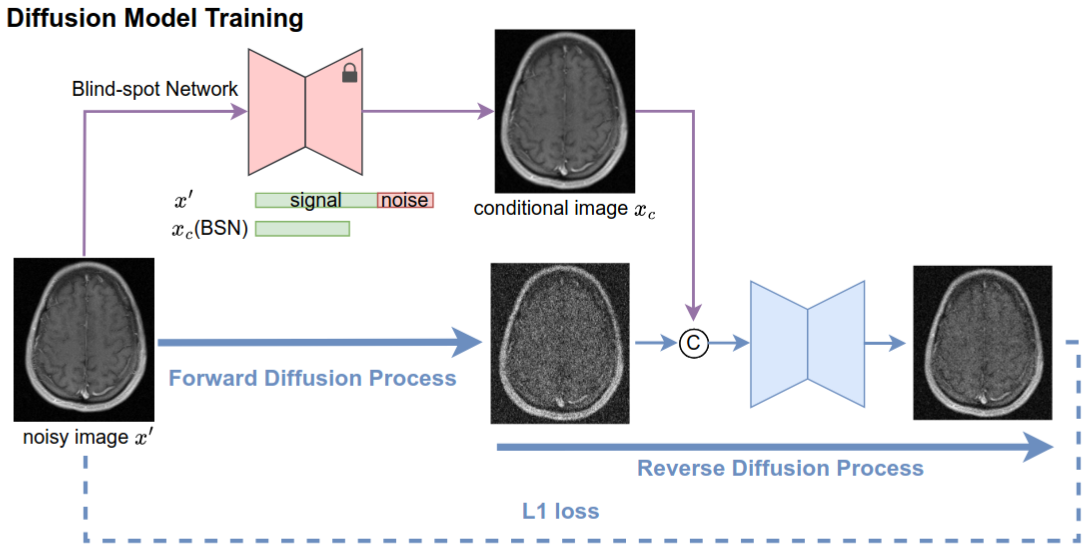 Diffusion Model Training
Blind-spot Network
x′ signal noise
x_c(BSN)
conditional image x_c
noisy image x′
Forward Diffusion Process
C
Reverse Diffusion Process
L1 loss